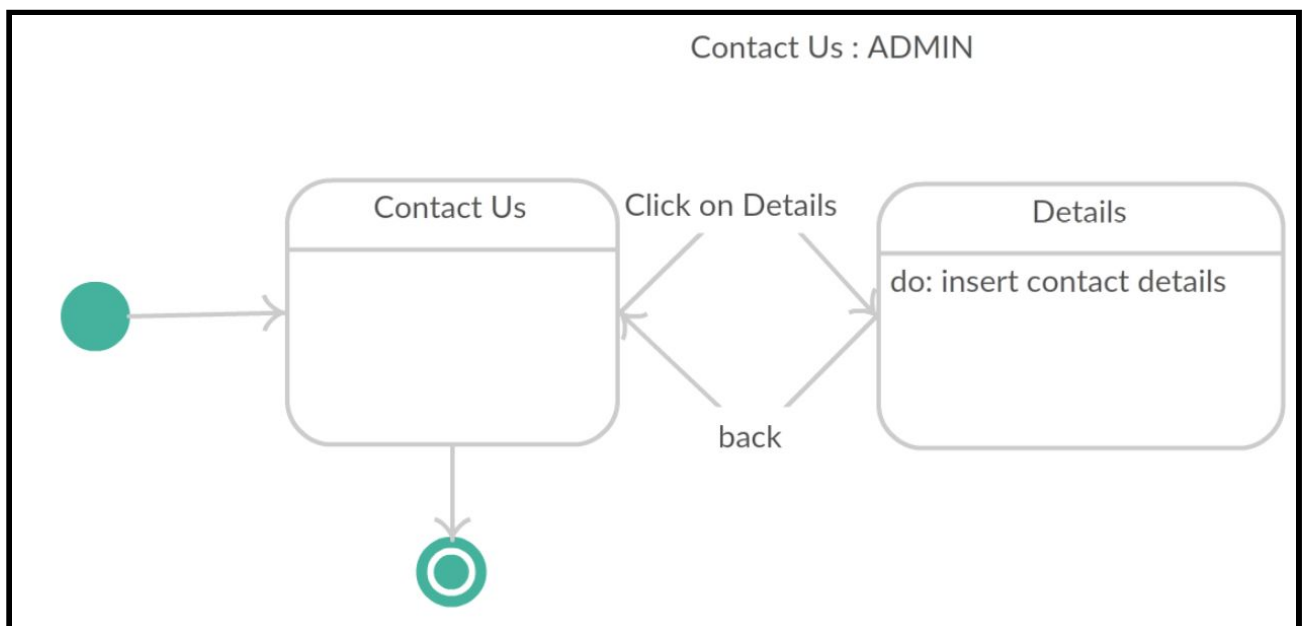 Contact Us : ADMIN
Contact Us
Click on Details
Details
do: insert contact details
back